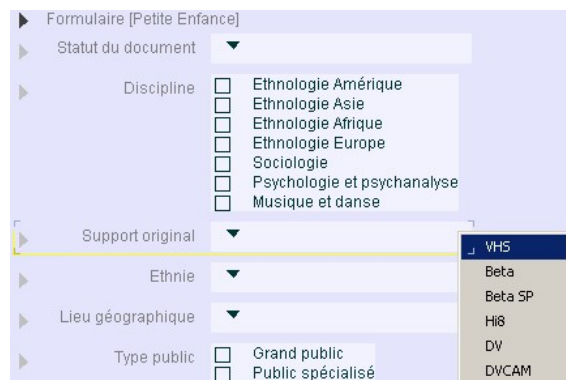 Formulaire [Petite Enfance]
Statut du document
Discipline
Ethnologie Amérique
Ethnologie Asie
Ethnologie Afrique
Ethnologie Europe
Sociologie
Psychologie et psychanalyse
Musique et danse
Support original
VHS
Beta
Beta SP
Hi8
DV
DVCAM
Ethnie
Lieu géographique
Type public
Grand public
Public spécialisé